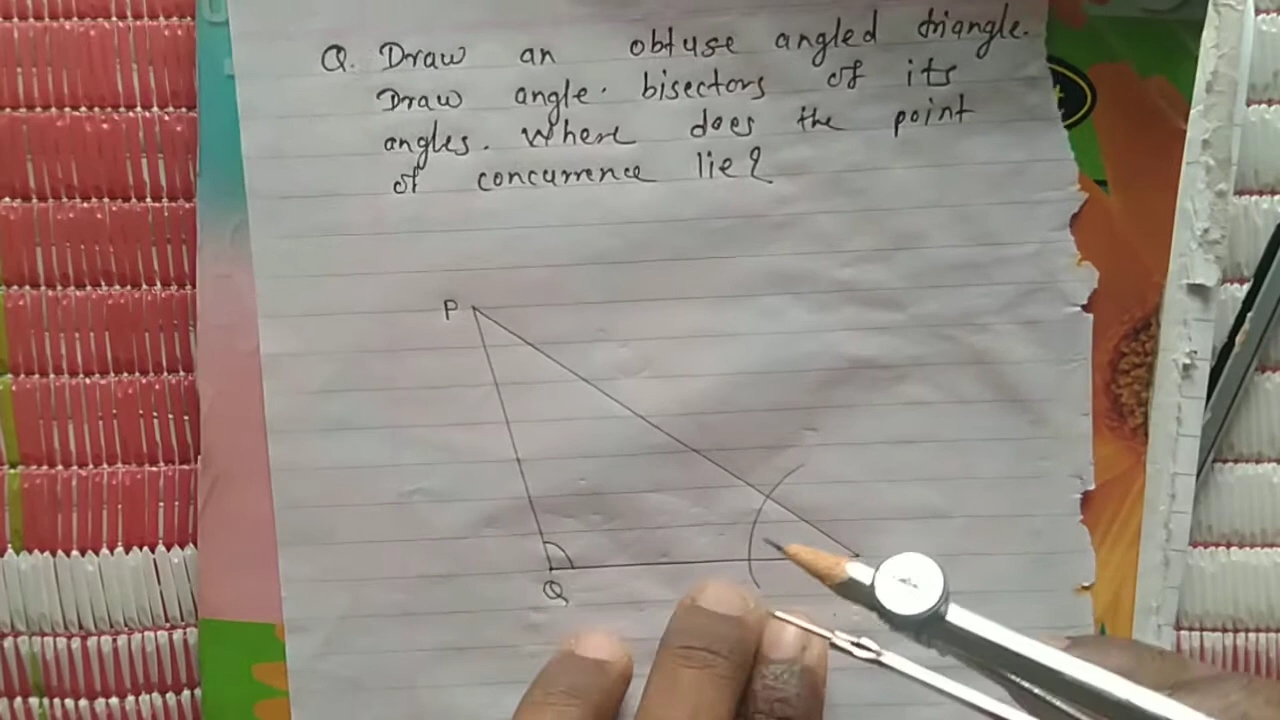 Q. Draw an obtuse angled triangle.
Draw angle. bisectors of its
angles. Where does the point
of concurrence lie?
P
Q